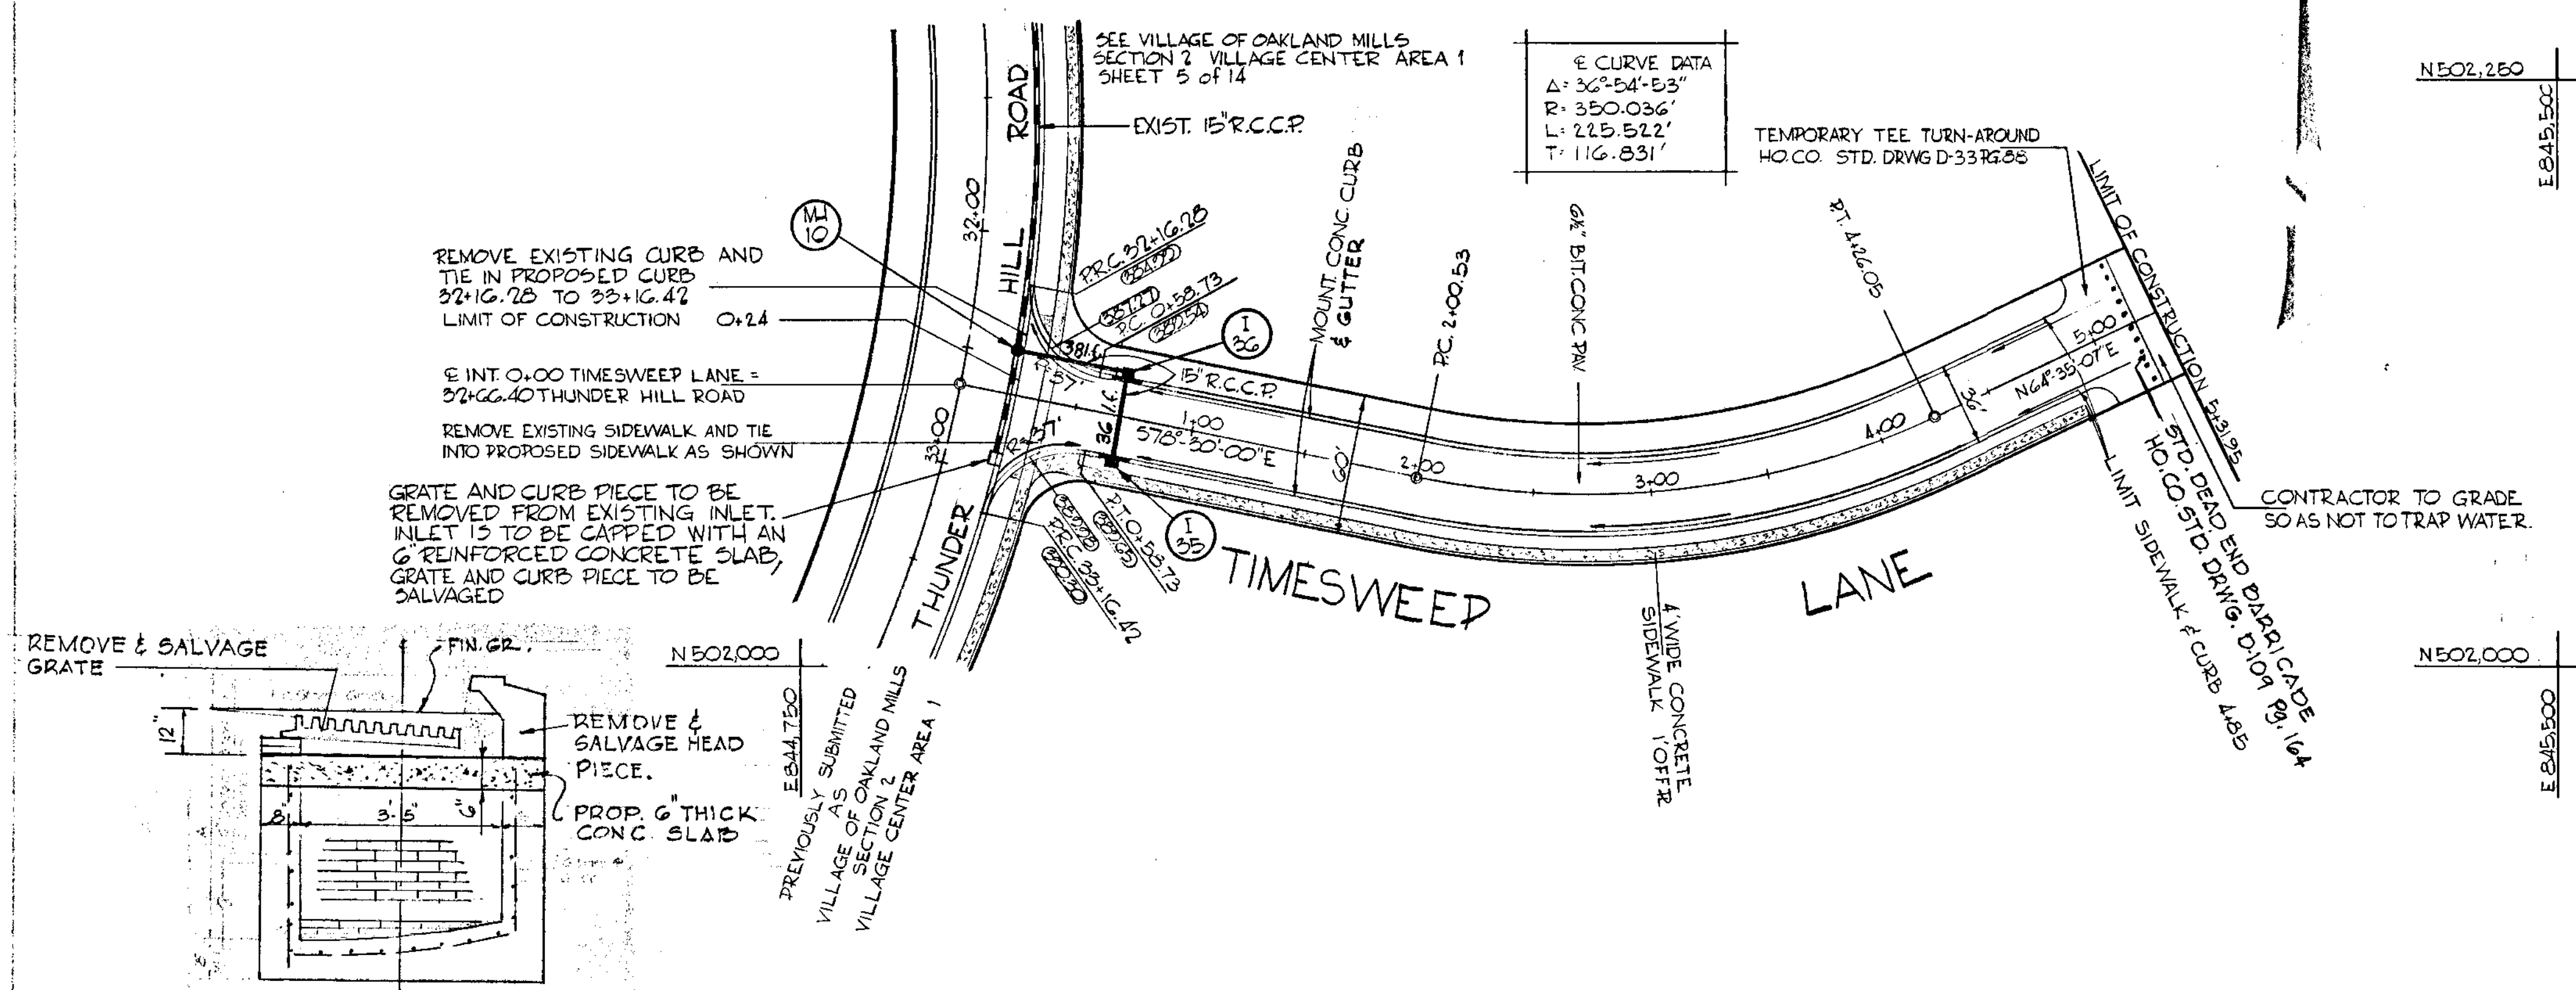 SEE VILLAGE OF OAKLAND MILLS
SECTION 2 VILLAGE CENTER AREA 1
SHEET 5 of 14
EXIST. 15" R.C.C.P.
℄ CURVE DATA
Δ= 36°-54'-53"
R= 350.036'
L= 225.522'
T= 116.831'
TEMPORARY TEE TURN-AROUND
HO.CO. STD. DRWG D-33 PG.88
N 502,250
E 845,500
MH
10
REMOVE EXISTING CURB AND
TIE IN PROPOSED CURB
32+16.28 TO 33+16.42
LIMIT OF CONSTRUCTION 0+24
℄ INT. 0+00 TIMESWEEP LANE =
32+66.40 THUNDER HILL ROAD
REMOVE EXISTING SIDEWALK AND TIE
INTO PROPOSED SIDEWALK AS SHOWN
GRATE AND CURB PIECE TO BE
REMOVED FROM EXISTING INLET.
INLET IS TO BE CAPPED WITH AN
6" REINFORCED CONCRETE SLAB,
GRATE AND CURB PIECE TO BE
SALVAGED
THUNDER HILL ROAD
32+00
33+00
P.R.C. 32+16.28
P.C. 0+58.73
I
36
38 l.f.
R=37'
15" R.C.C.P.
36 l.f.
R=37'
1+00
S78°-30'-00"E
60'
2+00
P.T. 0+58.73
P.R.C. 33+16.42
I
35
MOUNT. CONC. CURB
& GUTTER
P.C. 2+00.53
6½" BIT. CONC PAV
3+00
P.T. 4+26.05
4+00
36'
N64°-35'-07"E
5+00
LIMIT OF CONSTRUCTION 5+31.95
CONTRACTOR TO GRADE
SO AS NOT TO TRAP WATER.
STD. DEAD END BARRICADE
HO.CO. STD. DRWG. D-109 Pg. 164
LIMIT SIDEWALK & CURB 4+85
TIMESWEED LANE
4' WIDE CONCRETE
SIDEWALK 1' OFF ℞
PREVIOUSLY SUBMITTED
AS
VILLAGE OF OAKLAND MILLS
SECTION 2
VILLAGE CENTER AREA 1
N 502,000
E 844,750
N 502,000
E 845,500
REMOVE & SALVAGE
GRATE
FIN. GR.
12"
REMOVE &
SALVAGE HEAD
PIECE.
8"
3'-5"
6"
PROP. 6" THICK
CONC. SLAB